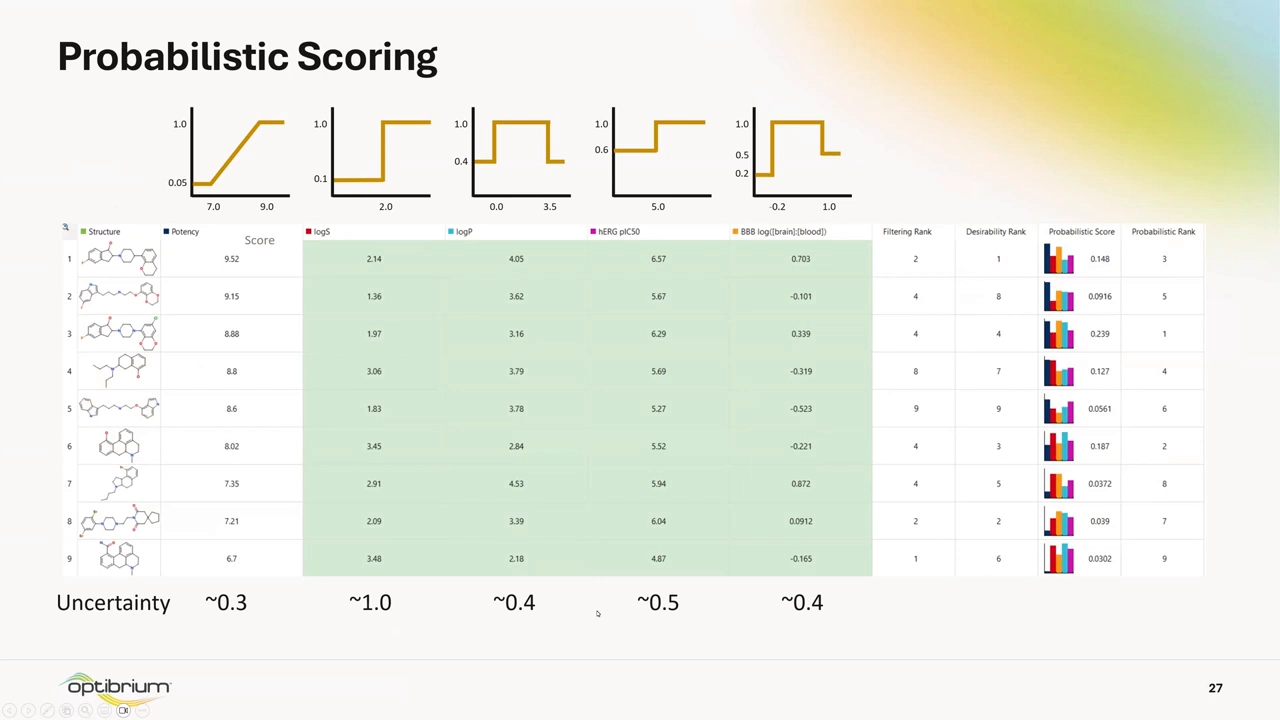 Probabilistic Scoring
1.0 0.05 7.0 9.0
1.0 0.1 2.0
1.0 0.4 0.0 3.5
1.0 0.6 5.0
1.0 0.5 0.2 -0.2 1.0
Structure Potency Score logS logP hERG pIC50 BBB log([brain]:[blood]) Filtering Rank Desirability Rank Probabilistic Score Probabilistic Rank
1 9.52 2.14 4.05 6.57 0.703 2 1 0.148 3
2 9.15 1.36 3.62 5.67 -0.101 4 8 0.0916 5
3 8.88 1.97 3.16 6.29 0.339 4 4 0.239 1
4 8.8 3.06 3.79 5.69 -0.319 8 7 0.127 4
5 8.6 1.83 3.78 5.27 -0.523 9 9 0.0561 6
6 8.02 3.45 2.84 5.52 -0.221 4 3 0.187 2
7 7.35 2.91 4.53 5.94 0.872 4 5 0.0372 8
8 7.21 2.09 3.39 6.04 0.0912 2 2 0.039 7
9 6.7 3.48 2.18 4.87 -0.165 1 6 0.0302 9
Uncertainty ~0.3 ~1.0 ~0.4 ~0.5 ~0.4
optibrium
27